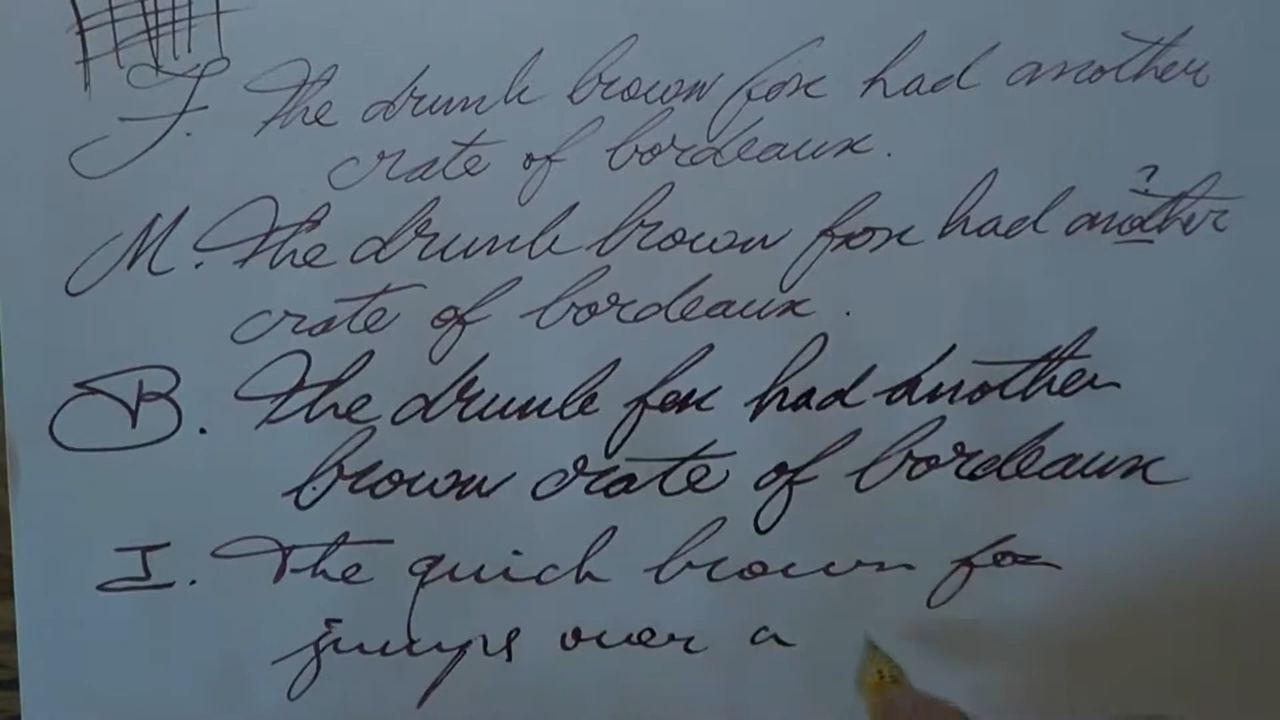 F. The drunk brown fox had another
crate of bordeaux.
?
M. The drunk brown fox had another
crate of bordeaux.
B. The drunk fox had another
brown crate of bordeaux
I. The quick brown fox
jumps over a